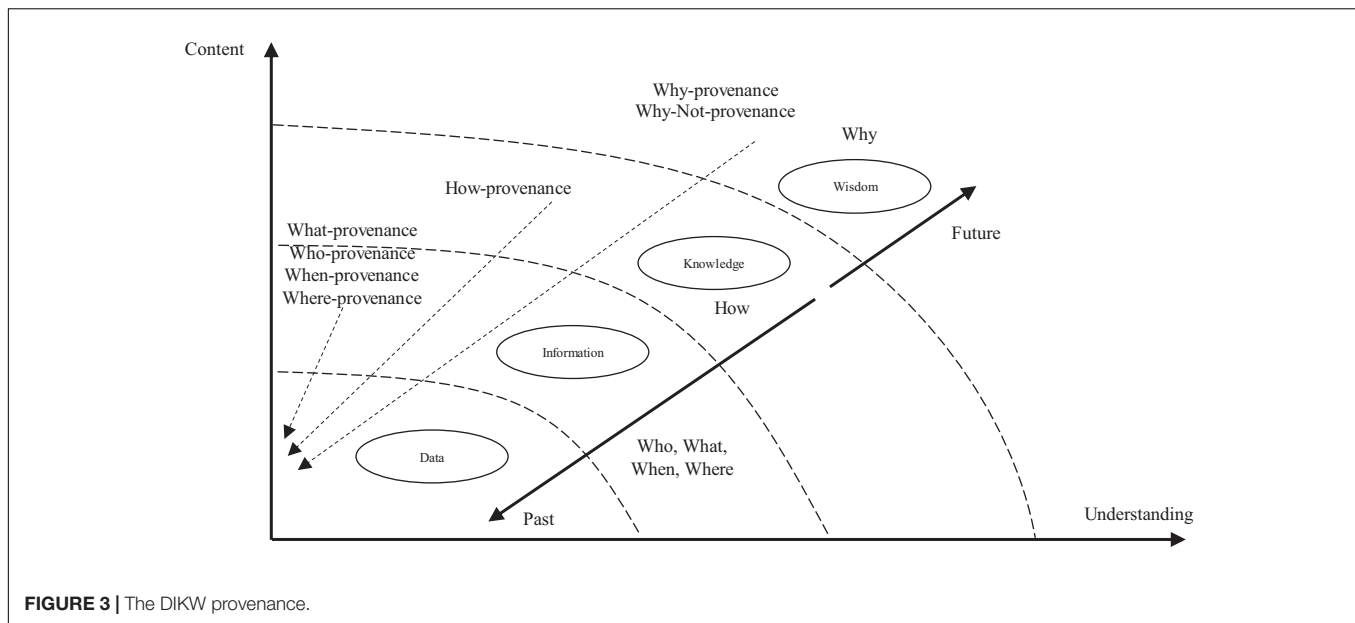 Content
Why-provenance
Why-Not-provenance
Why
Wisdom
How-provenance
What-provenance
Who-provenance
When-provenance
Where-provenance
Future
Knowledge
How
Information
Who, What,
When, Where
Data
Past
Understanding
FIGURE 3 | The DIKW provenance.